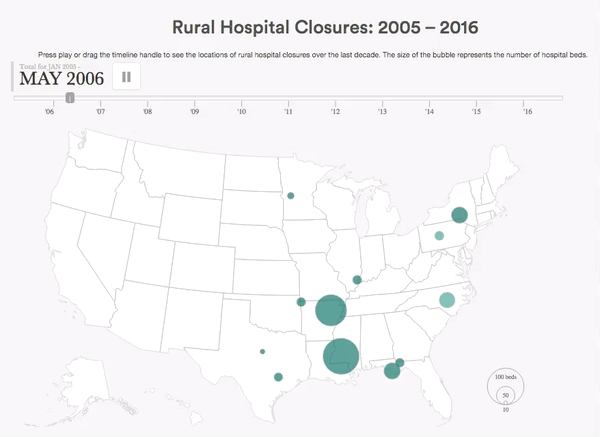 Rural Hospital Closures: 2005 – 2016
Press play or drag the timeline handle to see the locations of rural hospital closures over the last decade. The size of the bubble represents the number of hospital beds.
Total for JAN 2005 –
MAY 2006
'06 '07 '08 '09 '10 '11 '12 '13 '14 '15 '16
100 beds
50
10